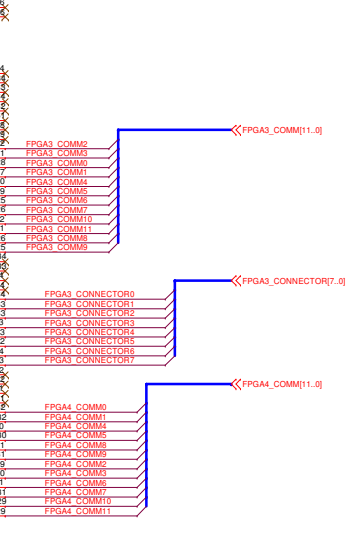 FPGA3_COMM[11..0]
FPGA3_COMM2
FPGA3_COMM3
FPGA3_COMM0
FPGA3_COMM1
FPGA3_COMM4
FPGA3_COMM5
FPGA3_COMM6
FPGA3_COMM7
FPGA3_COMM10
FPGA3_COMM11
FPGA3_COMM8
FPGA3_COMM9
FPGA3_CONNECTOR[7..0]
FPGA3_CONNECTOR0
FPGA3_CONNECTOR1
FPGA3_CONNECTOR2
FPGA3_CONNECTOR3
FPGA3_CONNECTOR4
FPGA3_CONNECTOR5
FPGA3_CONNECTOR6
FPGA3_CONNECTOR7
FPGA4_COMM[11..0]
FPGA4_COMM0
FPGA4_COMM1
FPGA4_COMM4
FPGA4_COMM5
FPGA4_COMM8
FPGA4_COMM9
FPGA4_COMM2
FPGA4_COMM3
FPGA4_COMM6
FPGA4_COMM7
FPGA4_COMM10
FPGA4_COMM11